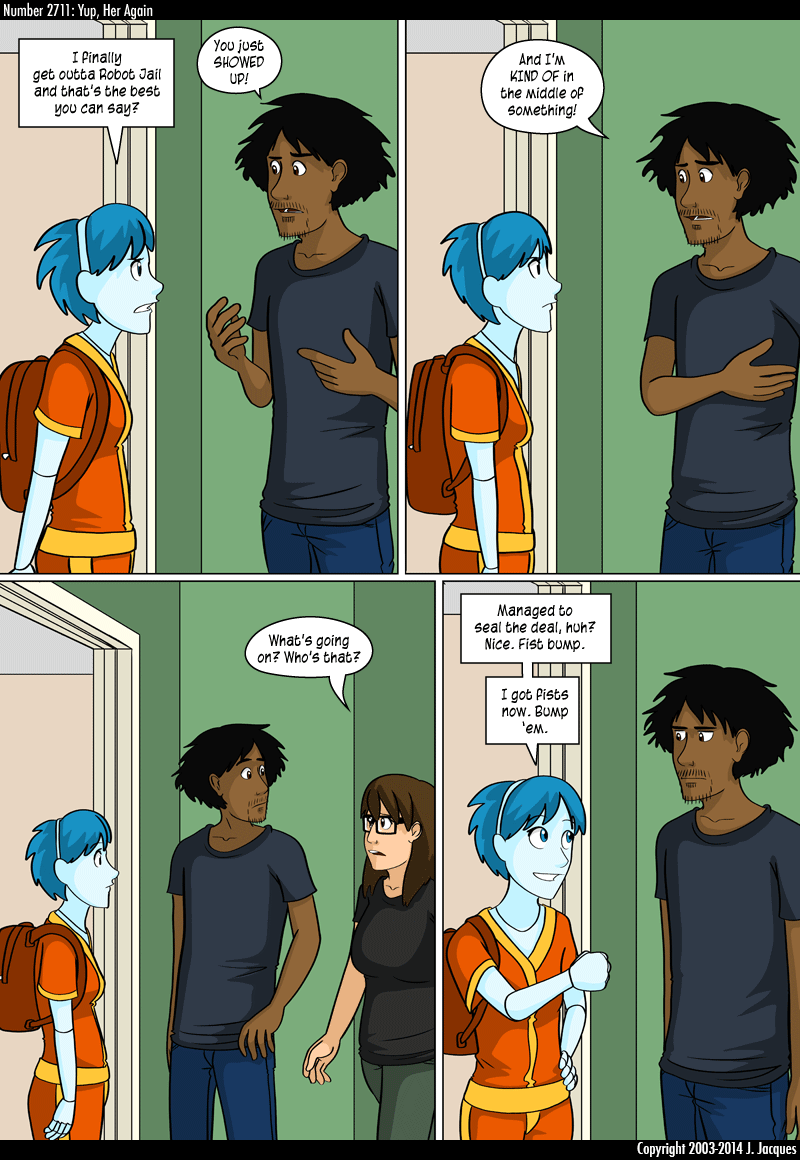 Number 2711: Yup, Her Again
I finally
get outta Robot Jail
and that's the best
you can say?
You just
SHOWED
UP!
And I'm
KIND OF in
the middle of
something!
What's going
on? Who's that?
Managed to
seal the deal, huh?
Nice. Fist bump.
I got fists
now. Bump
'em.
Copyright 2003-2014 J. Jacques